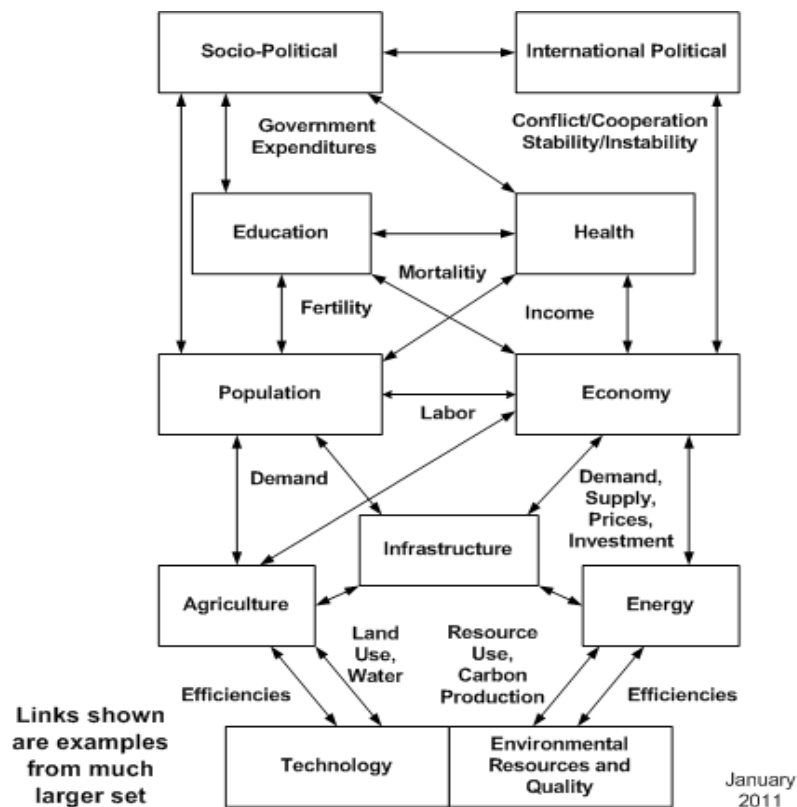 Socio-Political
International Political
Government
Expenditures
Conflict/Cooperation
Stability/Instability
Education
Health
Mortalitiy
Fertility
Income
Population
Economy
Labor
Demand
Demand,
Supply,
Prices,
Investment
Infrastructure
Agriculture
Energy
Land
Use,
Water
Resource
Use,
Carbon
Production
Efficiencies
Efficiencies
Links shown
are examples
from much
larger set
Technology
Environmental
Resources and
Quality
January
2011